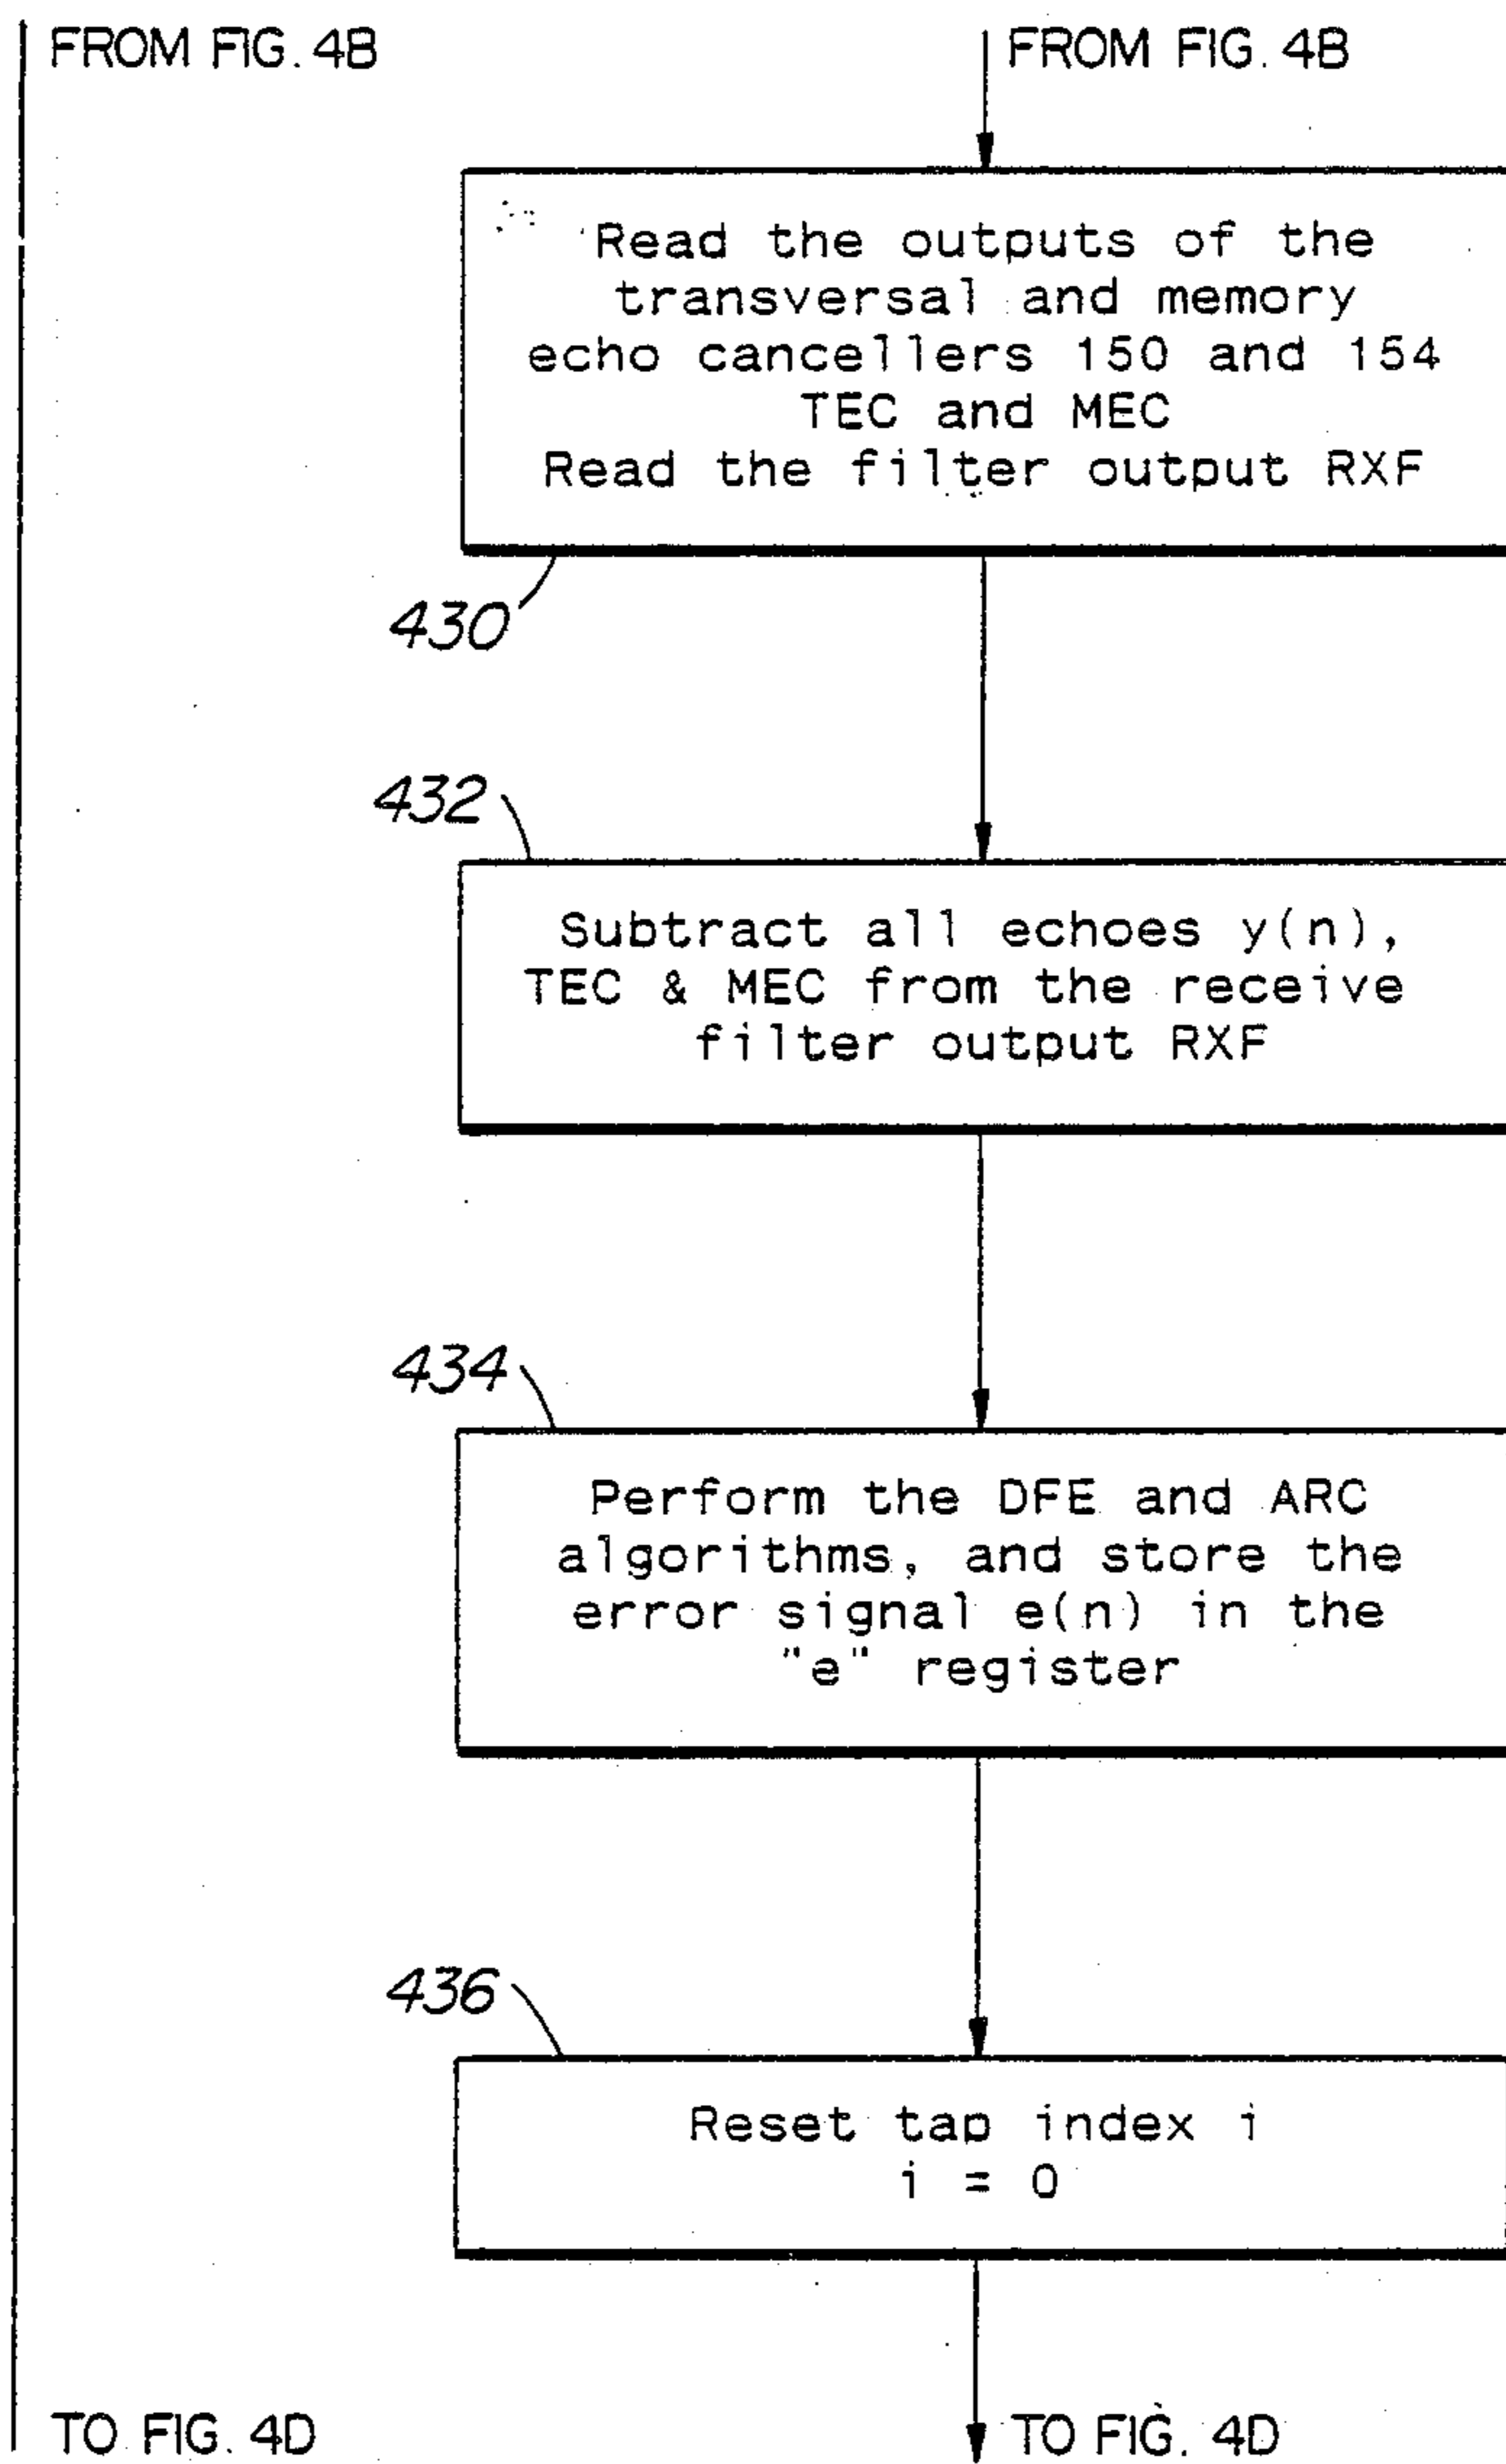 FROM FIG. 4B
FROM FIG. 4B
Read the outputs of the
transversal and memory
echo cancellers 150 and 154
TEC and MEC
Read the filter output RXF
430
432
Subtract all echoes y(n),
TEC & MEC from the receive
filter output RXF
434
Perform the DFE and ARC
algorithms, and store the
error signal e(n) in the
"e" register
436
Reset tap index i
i = 0
TO FIG. 4D
TO FIG. 4D